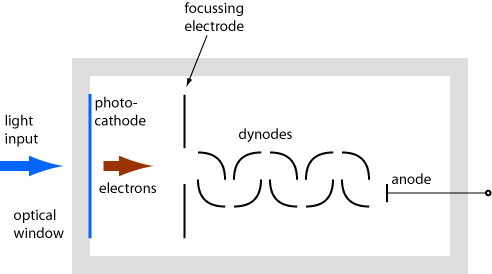 focussing
electrode
light
input
photo-
cathode
dynodes
electrons
anode
optical
window